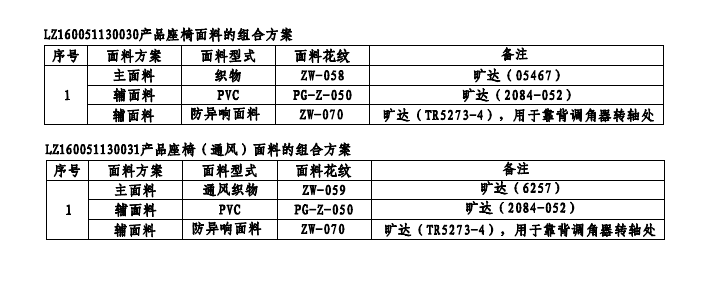 LZ160051130030产品座椅面料的组合方案
序号 面料方案 面料型式 面料花纹 备注
1 主面料 织物 ZW-058 旷达（05467）
辅面料 PVC PG-Z-050 旷达（2084-052）
辅面料 防异响面料 ZW-070 旷达（TR5273-4），用于靠背调角器转轴处
LZ160051130031产品座椅（通风）面料的组合方案
序号 面料方案 面料型式 面料花纹 备注
1 主面料 通风织物 ZW-059 旷达（6257）
辅面料 PVC PG-Z-050 旷达（2084-052）
辅面料 防异响面料 ZW-070 旷达（TR5273-4），用于靠背调角器转轴处